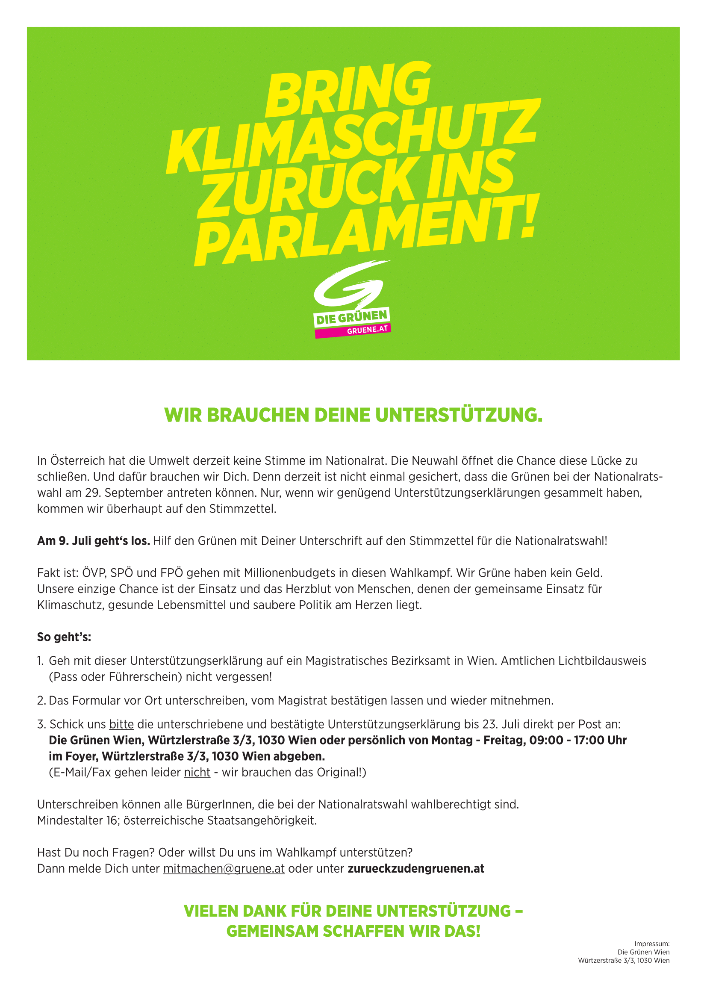 BRING
KLIMASCHUTZ
ZURÜCK INS
PARLAMENT!
DIE GRÜNEN
GRUENE.AT
WIR BRAUCHEN DEINE UNTERSTÜTZUNG.
In Österreich hat die Umwelt derzeit keine Stimme im Nationalrat. Die Neuwahl öffnet die Chance diese Lücke zu
schließen. Und dafür brauchen wir Dich. Denn derzeit ist nicht einmal gesichert, dass die Grünen bei der Nationalrats-
wahl am 29. September antreten können. Nur, wenn wir genügend Unterstützungserklärungen gesammelt haben,
kommen wir überhaupt auf den Stimmzettel.
Am 9. Juli geht‘s los. Hilf den Grünen mit Deiner Unterschrift auf den Stimmzettel für die Nationalratswahl!
Fakt ist: ÖVP, SPÖ und FPÖ gehen mit Millionenbudgets in diesen Wahlkampf. Wir Grüne haben kein Geld.
Unsere einzige Chance ist der Einsatz und das Herzblut von Menschen, denen der gemeinsame Einsatz für
Klimaschutz, gesunde Lebensmittel und saubere Politik am Herzen liegt.
So geht’s:
1. Geh mit dieser Unterstützungserklärung auf ein Magistratisches Bezirksamt in Wien. Amtlichen Lichtbildausweis
(Pass oder Führerschein) nicht vergessen!
2. Das Formular vor Ort unterschreiben, vom Magistrat bestätigen lassen und wieder mitnehmen.
3. Schick uns bitte die unterschriebene und bestätigte Unterstützungserklärung bis 23. Juli direkt per Post an:
Die Grünen Wien, Würtzlerstraße 3/3, 1030 Wien oder persönlich von Montag - Freitag, 09:00 - 17:00 Uhr
im Foyer, Würtzlerstraße 3/3, 1030 Wien abgeben.
(E-Mail/Fax gehen leider nicht - wir brauchen das Original!)
Unterschreiben können alle BürgerInnen, die bei der Nationalratswahl wahlberechtigt sind.
Mindestalter 16; österreichische Staatsangehörigkeit.
Hast Du noch Fragen? Oder willst Du uns im Wahlkampf unterstützen?
Dann melde Dich unter mitmachen@gruene.at oder unter zurueckzudengruenen.at
VIELEN DANK FÜR DEINE UNTERSTÜTZUNG –
GEMEINSAM SCHAFFEN WIR DAS!
Impressum:
Die Grünen Wien
Würtzerstraße 3/3, 1030 Wien